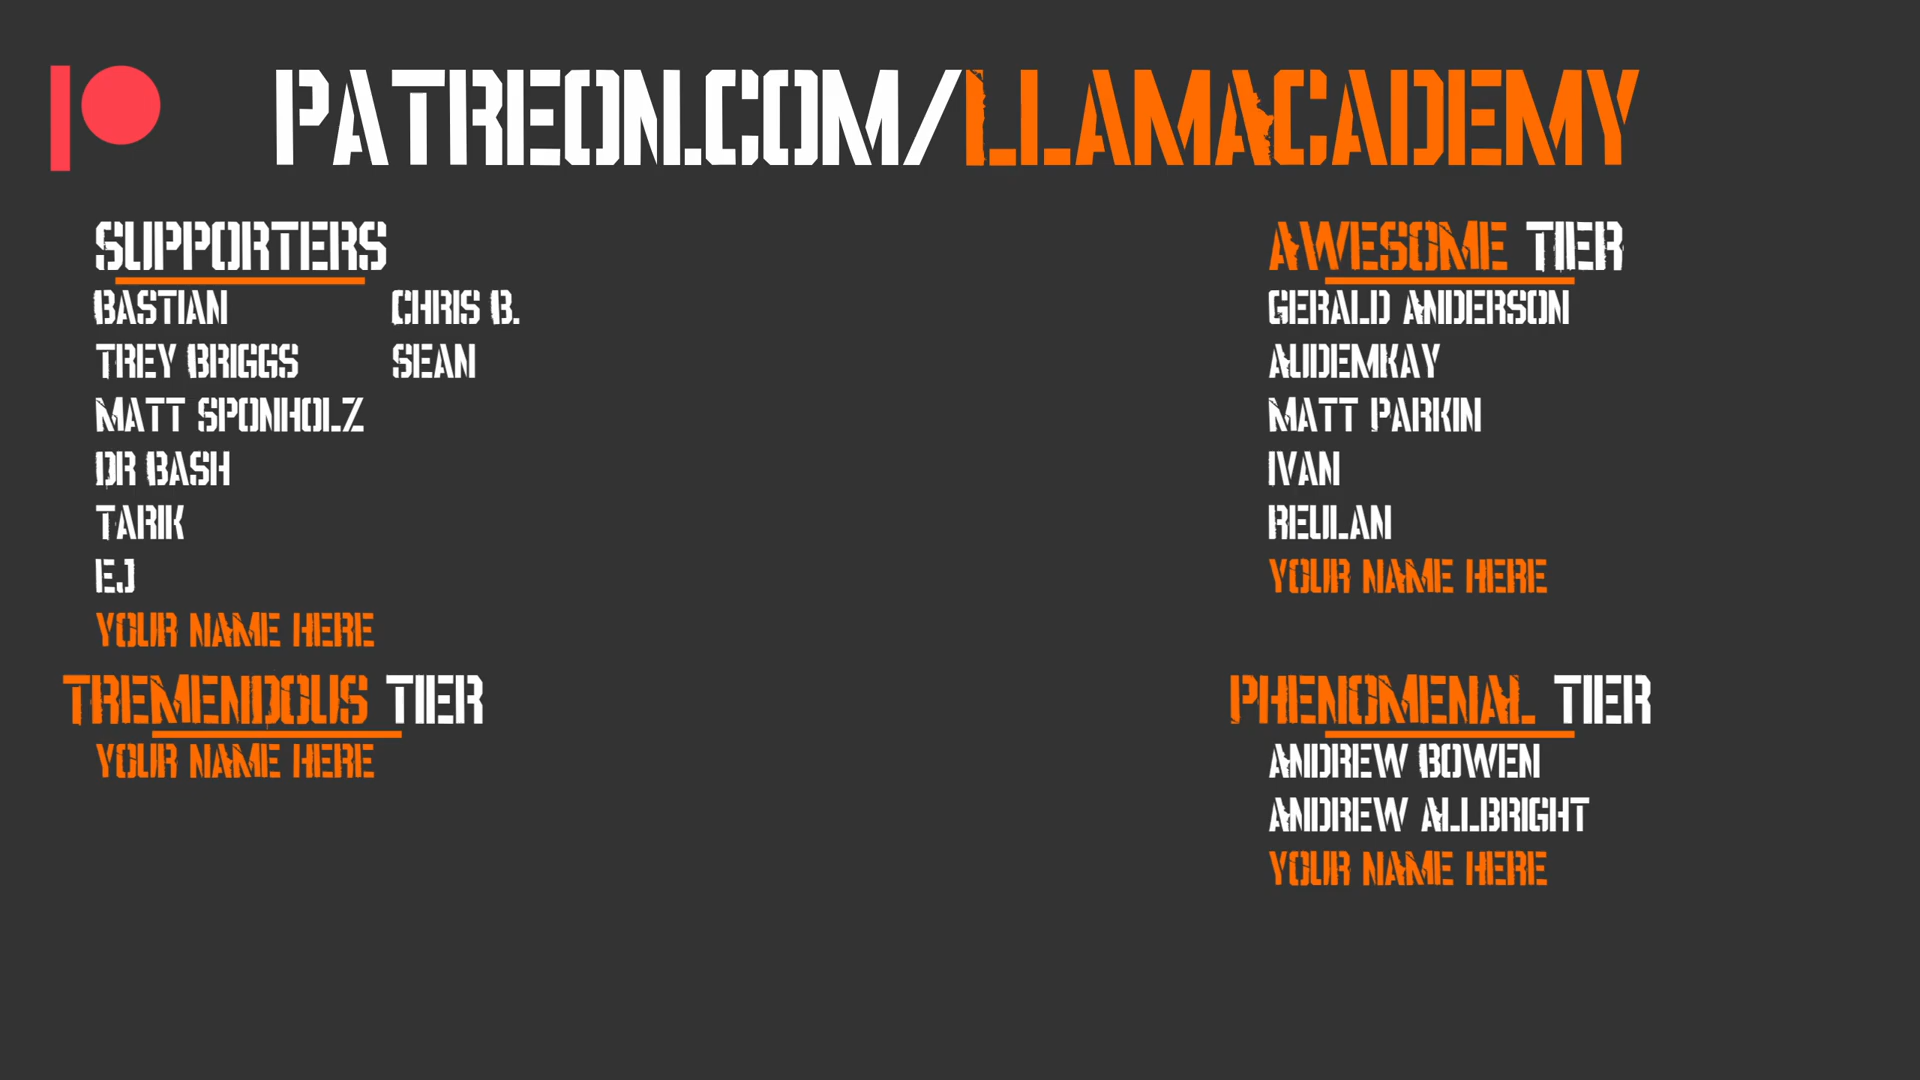 PATREON.COM/LLAMACADEMY
SUPPORTERS
BASTIAN
TREY BRIGGS
MATT SPONHOLZ
DR BASH
TARIK
EJ
YOUR NAME HERE
CHRIS B.
SEAN
AWESOME TIER
GERALD ANDERSON
AUDEMKAY
MATT PARKIN
IVAN
REULAN
YOUR NAME HERE
TREMENDOUS TIER
YOUR NAME HERE
PHENOMENAL TIER
ANDREW BOWEN
ANDREW ALLBRIGHT
YOUR NAME HERE